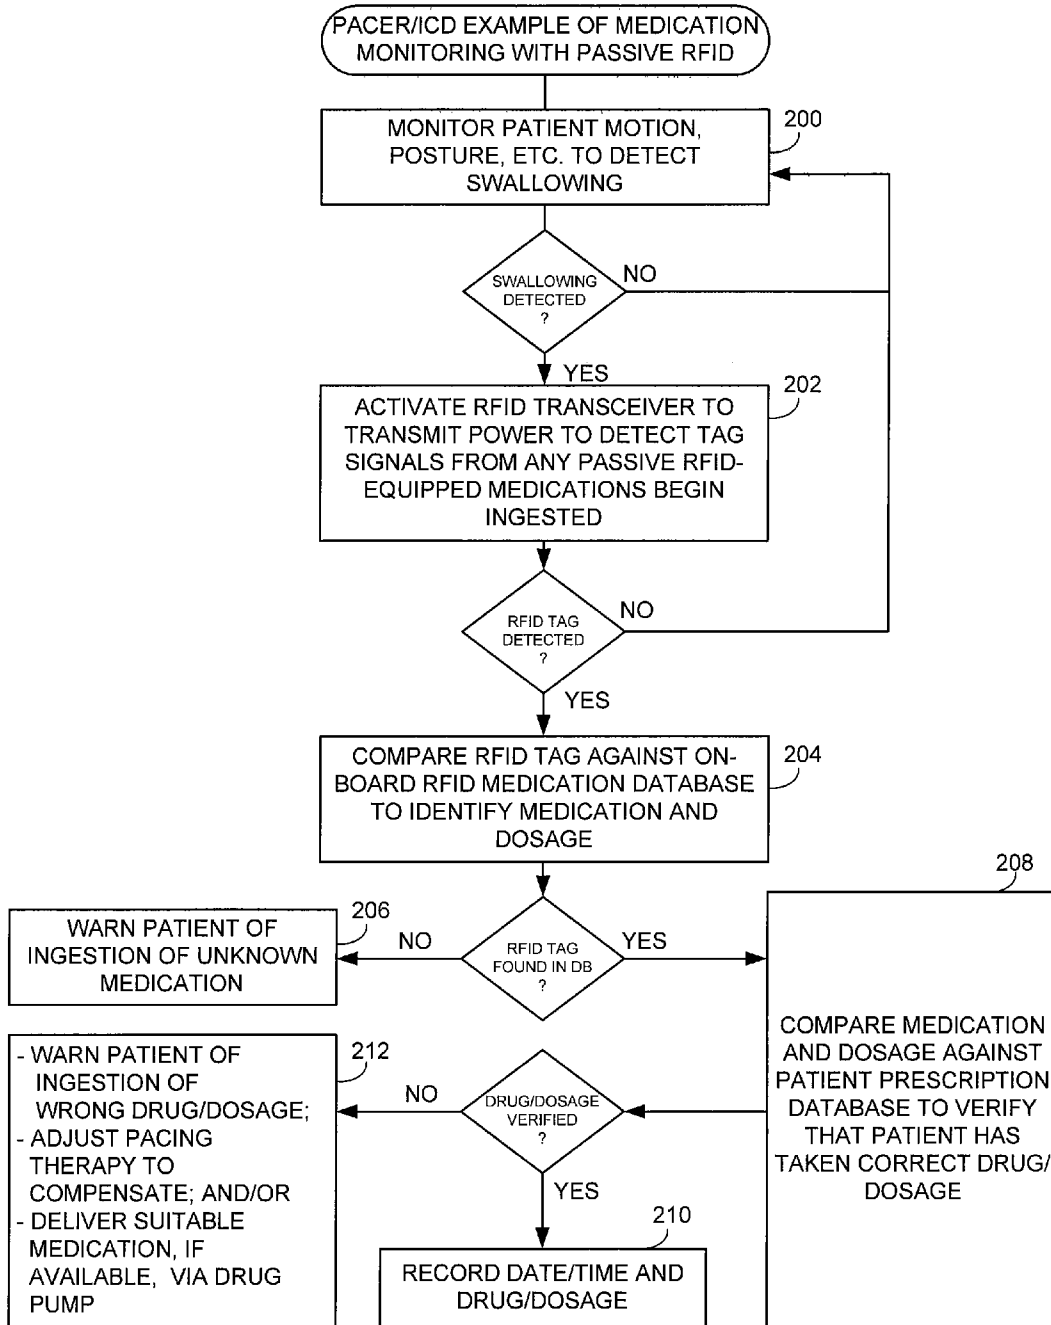 PACER/ICD EXAMPLE OF MEDICATION
MONITORING WITH PASSIVE RFID
200
MONITOR PATIENT MOTION,
POSTURE, ETC. TO DETECT
SWALLOWING
SWALLOWING
DETECTED
?
NO
YES
202
ACTIVATE RFID TRANSCEIVER TO
TRANSMIT POWER TO DETECT TAG
SIGNALS FROM ANY PASSIVE RFID-
EQUIPPED MEDICATIONS BEGIN
INGESTED
RFID TAG
DETECTED
?
NO
YES
204
COMPARE RFID TAG AGAINST ON-
BOARD RFID MEDICATION DATABASE
TO IDENTIFY MEDICATION AND
DOSAGE
RFID TAG
FOUND IN DB
?
NO
YES
206
WARN PATIENT OF
INGESTION OF UNKNOWN
MEDICATION
208
COMPARE MEDICATION
AND DOSAGE AGAINST
PATIENT PRESCRIPTION
DATABASE TO VERIFY
THAT PATIENT HAS
TAKEN CORRECT DRUG/
DOSAGE
DRUG/DOSAGE
VERIFIED
?
NO
YES
212
- WARN PATIENT OF
INGESTION OF
WRONG DRUG/DOSAGE;
- ADJUST PACING
THERAPY TO
COMPENSATE; AND/OR
- DELIVER SUITABLE
MEDICATION, IF
AVAILABLE, VIA DRUG
PUMP
210
RECORD DATE/TIME AND
DRUG/DOSAGE